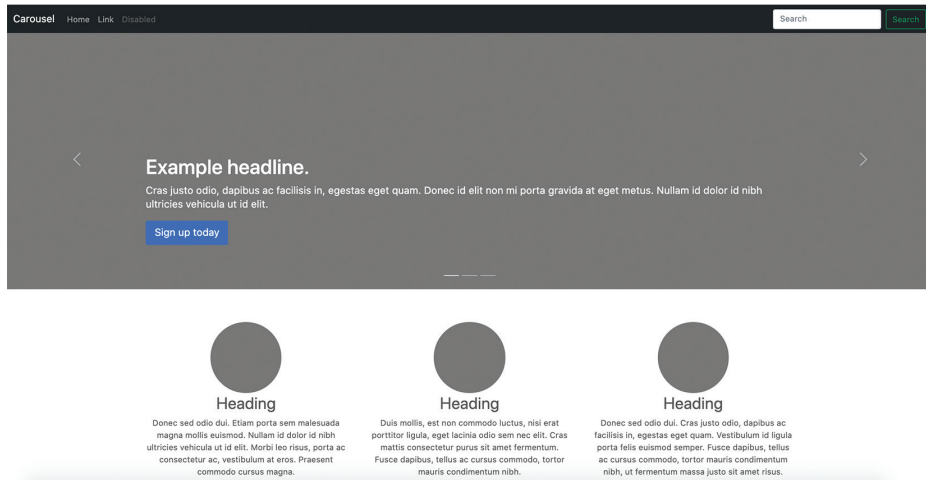 Carousel Home Link Disabled Search Search
Example headline.
Cras justo odio, dapibus ac facilisis in, egestas eget quam. Donec id elit non mi porta gravida at eget metus. Nullam id dolor id nibh
ultricies vehicula ut id elit.
Sign up today
Heading
Donec sed odio dui. Etiam porta sem malesuada
magna mollis euismod. Nullam id dolor id nibh
ultricies vehicula ut id elit. Morbi leo risus, porta ac
consectetur ac, vestibulum at eros. Praesent
commodo cursus magna.
Heading
Duis mollis, est non commodo luctus, nisi erat
porttitor ligula, eget lacinia odio sem nec elit. Cras
mattis consectetur purus sit amet fermentum.
Fusce dapibus, tellus ac cursus commodo, tortor
mauris condimentum nibh.
Heading
Donec sed odio dui. Cras justo odio, dapibus ac
facilisis in, egestas eget quam. Vestibulum id ligula
porta felis euismod semper. Fusce dapibus, tellus
ac cursus commodo, tortor mauris condimentum
nibh, ut fermentum massa justo sit amet risus.